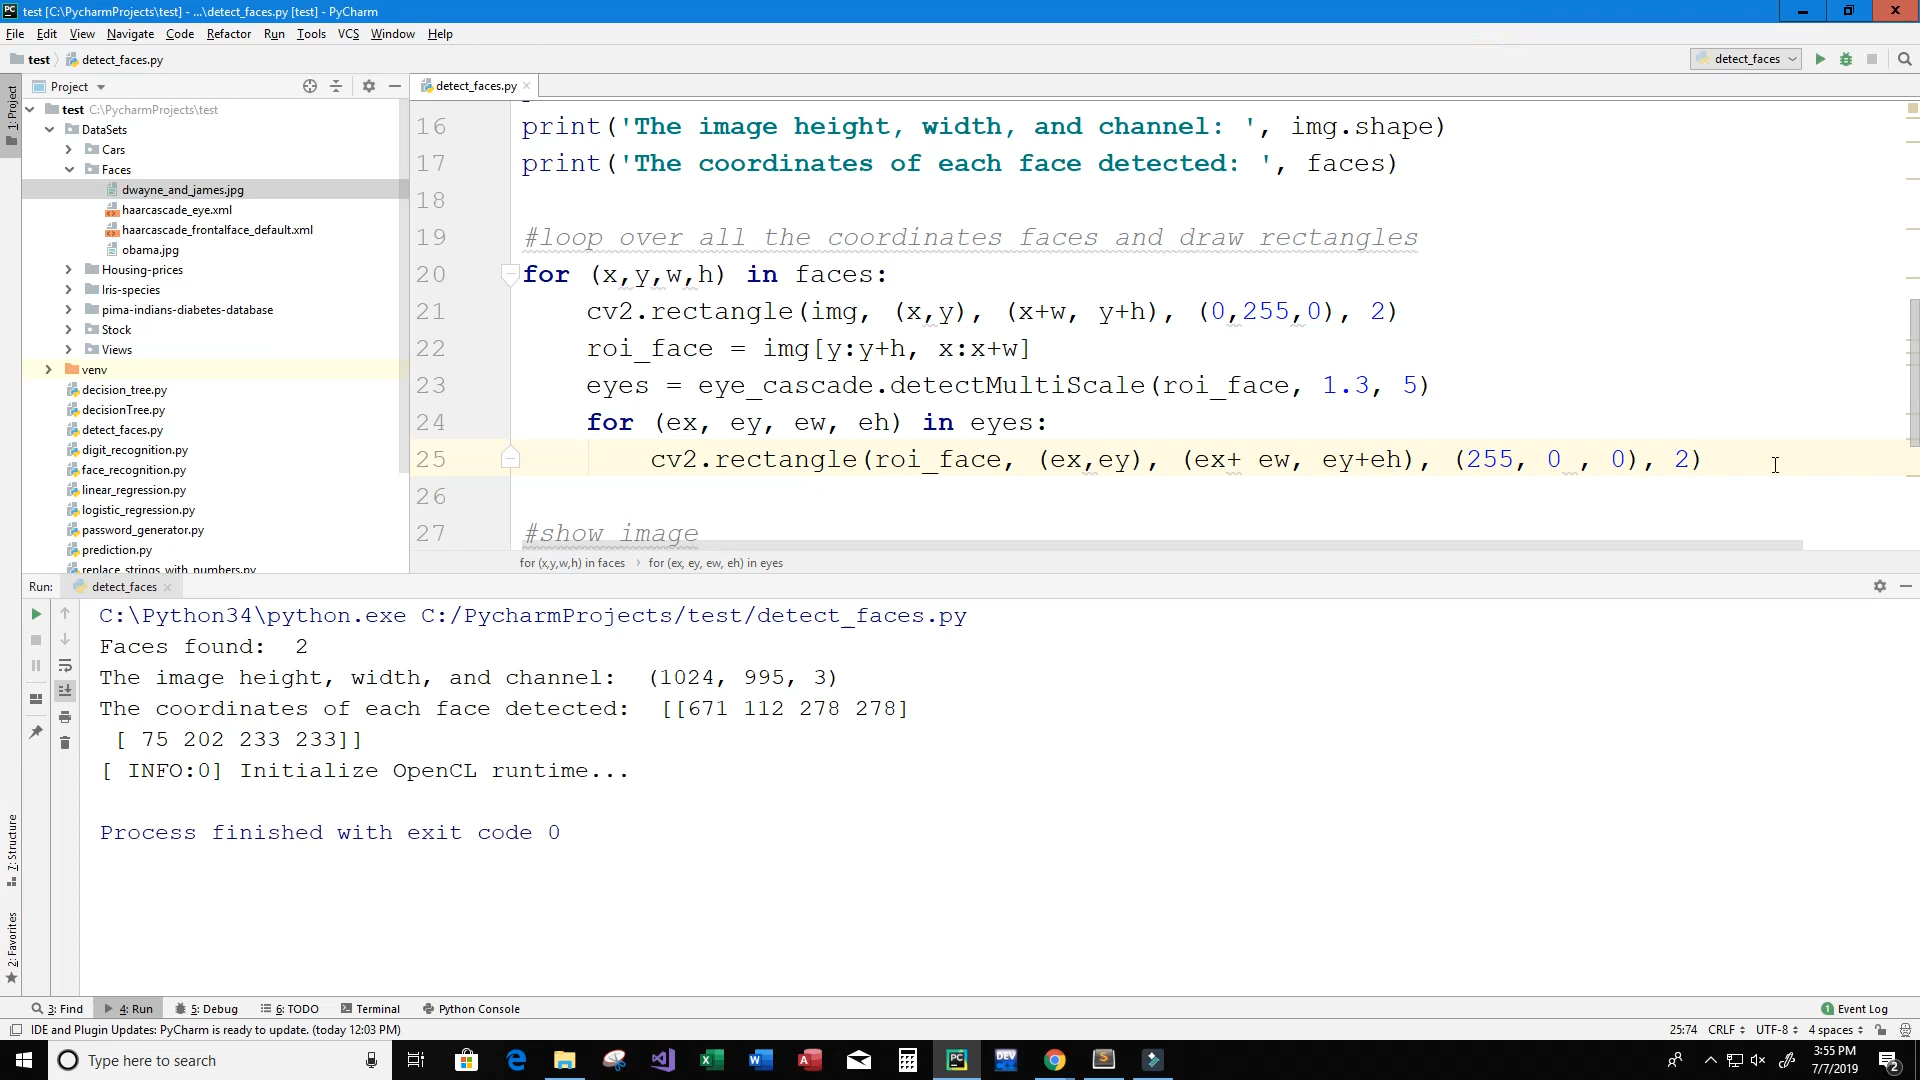 test [C:\PycharmProjects\test] - ...\detect_faces.py [test] - PyCharm
File Edit View Navigate Code Refactor Run Tools VCS Window Help
test detect_faces.py
detect_faces
1: Project
Project
detect_faces.py
test C:\PycharmProjects\test
DataSets
Cars
Faces
dwayne_and_james.jpg
haarcascade_eye.xml
haarcascade_frontalface_default.xml
obama.jpg
Housing-prices
Iris-species
pima-indians-diabetes-database
Stock
Views
venv
decision_tree.py
decisionTree.py
detect_faces.py
digit_recognition.py
face_recognition.py
linear_regression.py
logistic_regression.py
password_generator.py
prediction.py
replace_strings_with_numbers.py
16 print('The image height, width, and channel: ', img.shape)
17 print('The coordinates of each face detected: ', faces)
18
19 #loop over all the coordinates faces and draw rectangles
20 for (x,y,w,h) in faces:
21 cv2.rectangle(img, (x,y), (x+w, y+h), (0,255,0), 2)
22 roi_face = img[y:y+h, x:x+w]
23 eyes = eye_cascade.detectMultiScale(roi_face, 1.3, 5)
24 for (ex, ey, ew, eh) in eyes:
25 cv2.rectangle(roi_face, (ex,ey), (ex+ ew, ey+eh), (255, 0 , 0), 2)
26
27 #show image
for (x,y,w,h) in faces for (ex, ey, ew, eh) in eyes
Run: detect_faces
C:\Python34\python.exe C:/PycharmProjects/test/detect_faces.py
Faces found:  2
The image height, width, and channel:  (1024, 995, 3)
The coordinates of each face detected:  [[671 112 278 278]
[ 75 202 233 233]]
[ INFO:0] Initialize OpenCL runtime...
Process finished with exit code 0
7: Structure
2: Favorites
3: Find 4: Run 5: Debug 6: TODO Terminal Python Console 1 Event Log
IDE and Plugin Updates: PyCharm is ready to update. (today 12:03 PM) 25:74 CRLF UTF-8 4 spaces
Type here to search
PC
DEV
3:55 PM
7/7/2019
2